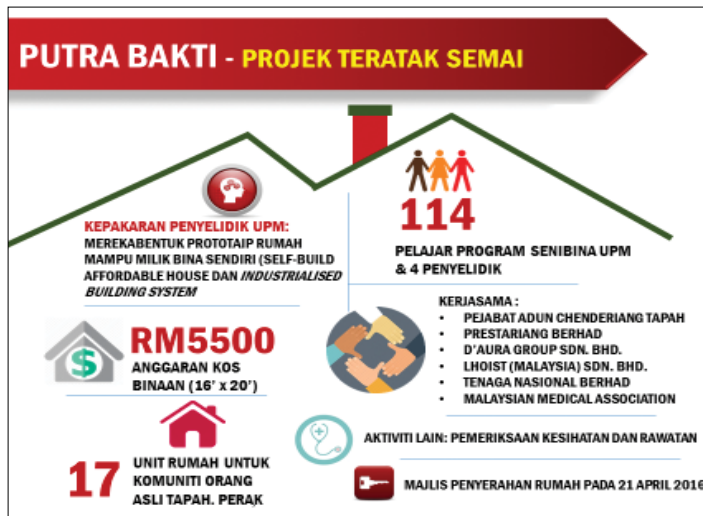 PUTRA BAKTI - PROJEK TERATAK SEMAI
KEPAKARAN PENYELIDIK UPM:
MEREKABENTUK PROTOTAIP RUMAH
MAMPU MILIK BINA SENDIRI (SELF-BUILD
AFFORDABLE HOUSE DAN INDUSTRIALISED
BUILDING SYSTEM
RM5500
ANGGARAN KOS
BINAAN (16' x 20')
17
UNIT RUMAH UNTUK
KOMUNITI ORANG
ASLI TAPAH. PERAK
114
PELAJAR PROGRAM SENIBINA UPM
& 4 PENYELIDIK
KERJASAMA :
• PEJABAT ADUN CHENDERIANG TAPAH
• PRESTARIANG BERHAD
• D'AURA GROUP SDN. BHD.
• LHOIST (MALAYSIA) SDN. BHD.
• TENAGA NASIONAL BERHAD
• MALAYSIAN MEDICAL ASSOCIATION
AKTIVITI LAIN: PEMERIKSAAN KESIHATAN DAN RAWATAN
MAJLIS PENYERAHAN RUMAH PADA 21 APRIL 2016